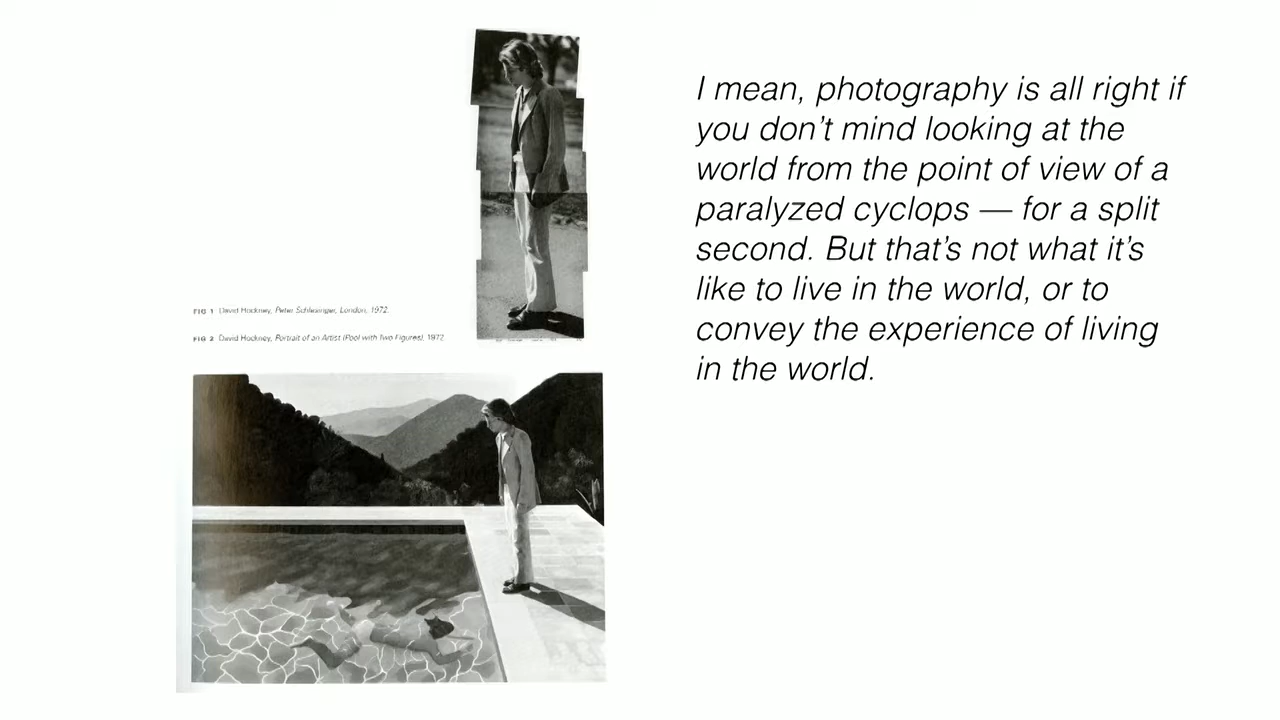 FIG 1 David Hockney, Peter Schlesinger, London, 1972.
FIG 2 David Hockney, Portrait of an Artist (Pool with Two Figures), 1972.
I mean, photography is all right if
you don’t mind looking at the
world from the point of view of a
paralyzed cyclops — for a split
second. But that’s not what it’s
like to live in the world, or to
convey the experience of living
in the world.